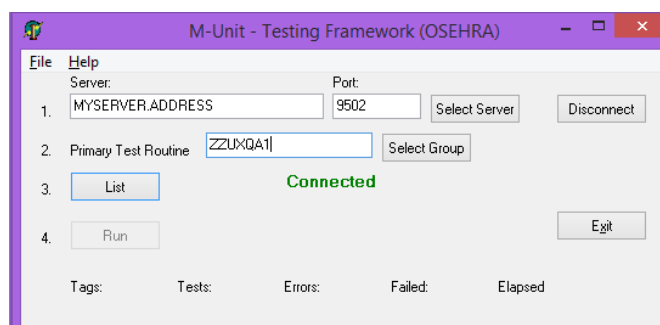 M-Unit - Testing Framework (OSEHRA)
File Help
Server: Port:
1. MYSERVER.ADDRESS 9502 Select Server Disconnect
2. Primary Test Routine ZZUXQA1 Select Group
3. List Connected
Exit
4. Run
Tags: Tests: Errors: Failed: Elapsed